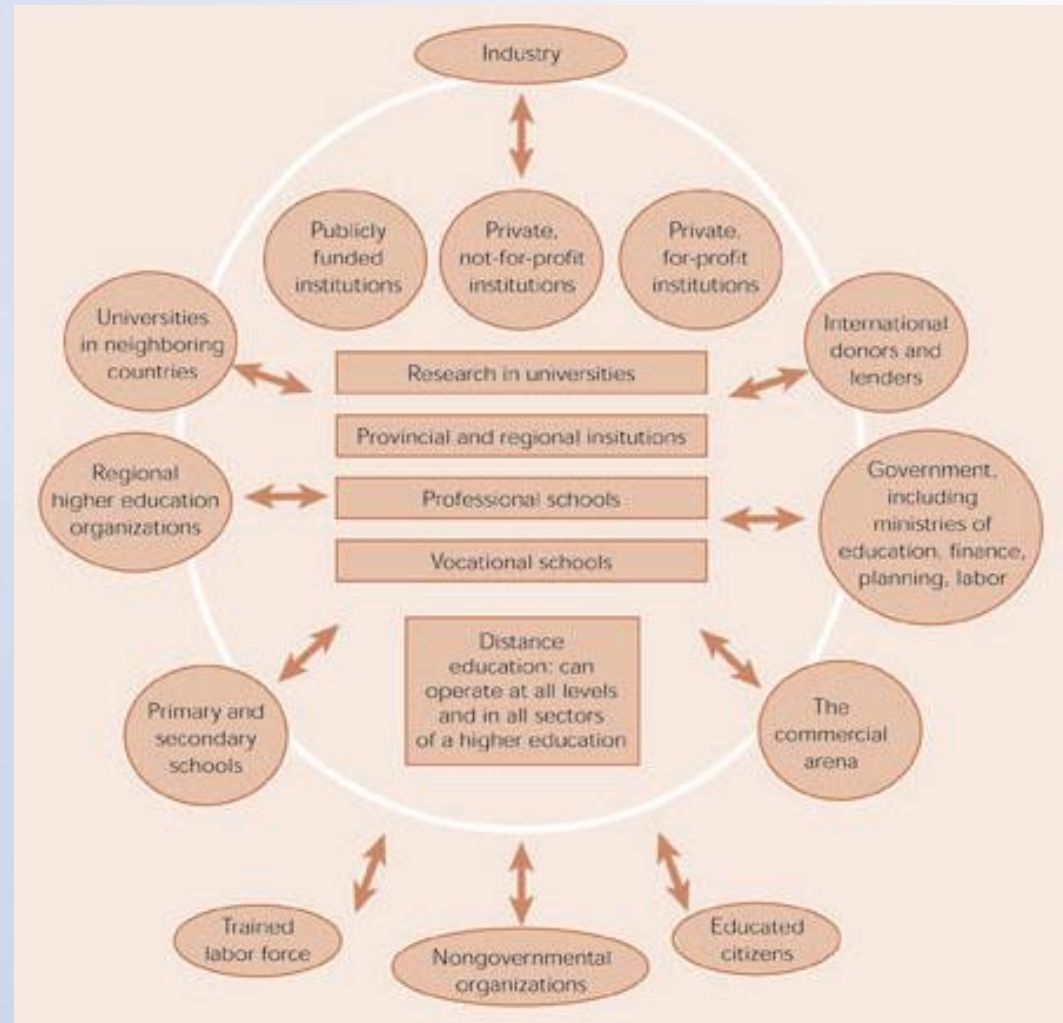 Industry
Publicly
funded
institutions
Private,
not-for-profit
institutions
Private,
for-profit
institutions
Universities
in neighboring
countries
International
donors and
lenders
Research in universities
Provincial and regional insitutions
Regional
higher education
organizations
Professional schools
Government,
including
ministries of
education, finance,
planning, labor
Vocational schools
Distance
education: can
operate at all levels
and in all sectors
of a higher education
Primary and
secondary
schools
The
commercial
arena
Trained
labor force
Nongovernmental
organizations
Educated
citizens